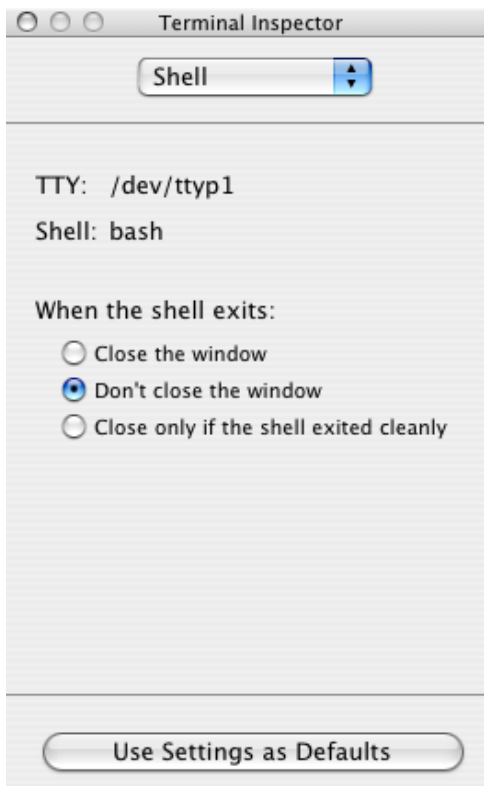 Terminal Inspector
Shell
TTY: /dev/ttyp1
Shell: bash
When the shell exits:
Close the window
Don't close the window
Close only if the shell exited cleanly
Use Settings as Defaults